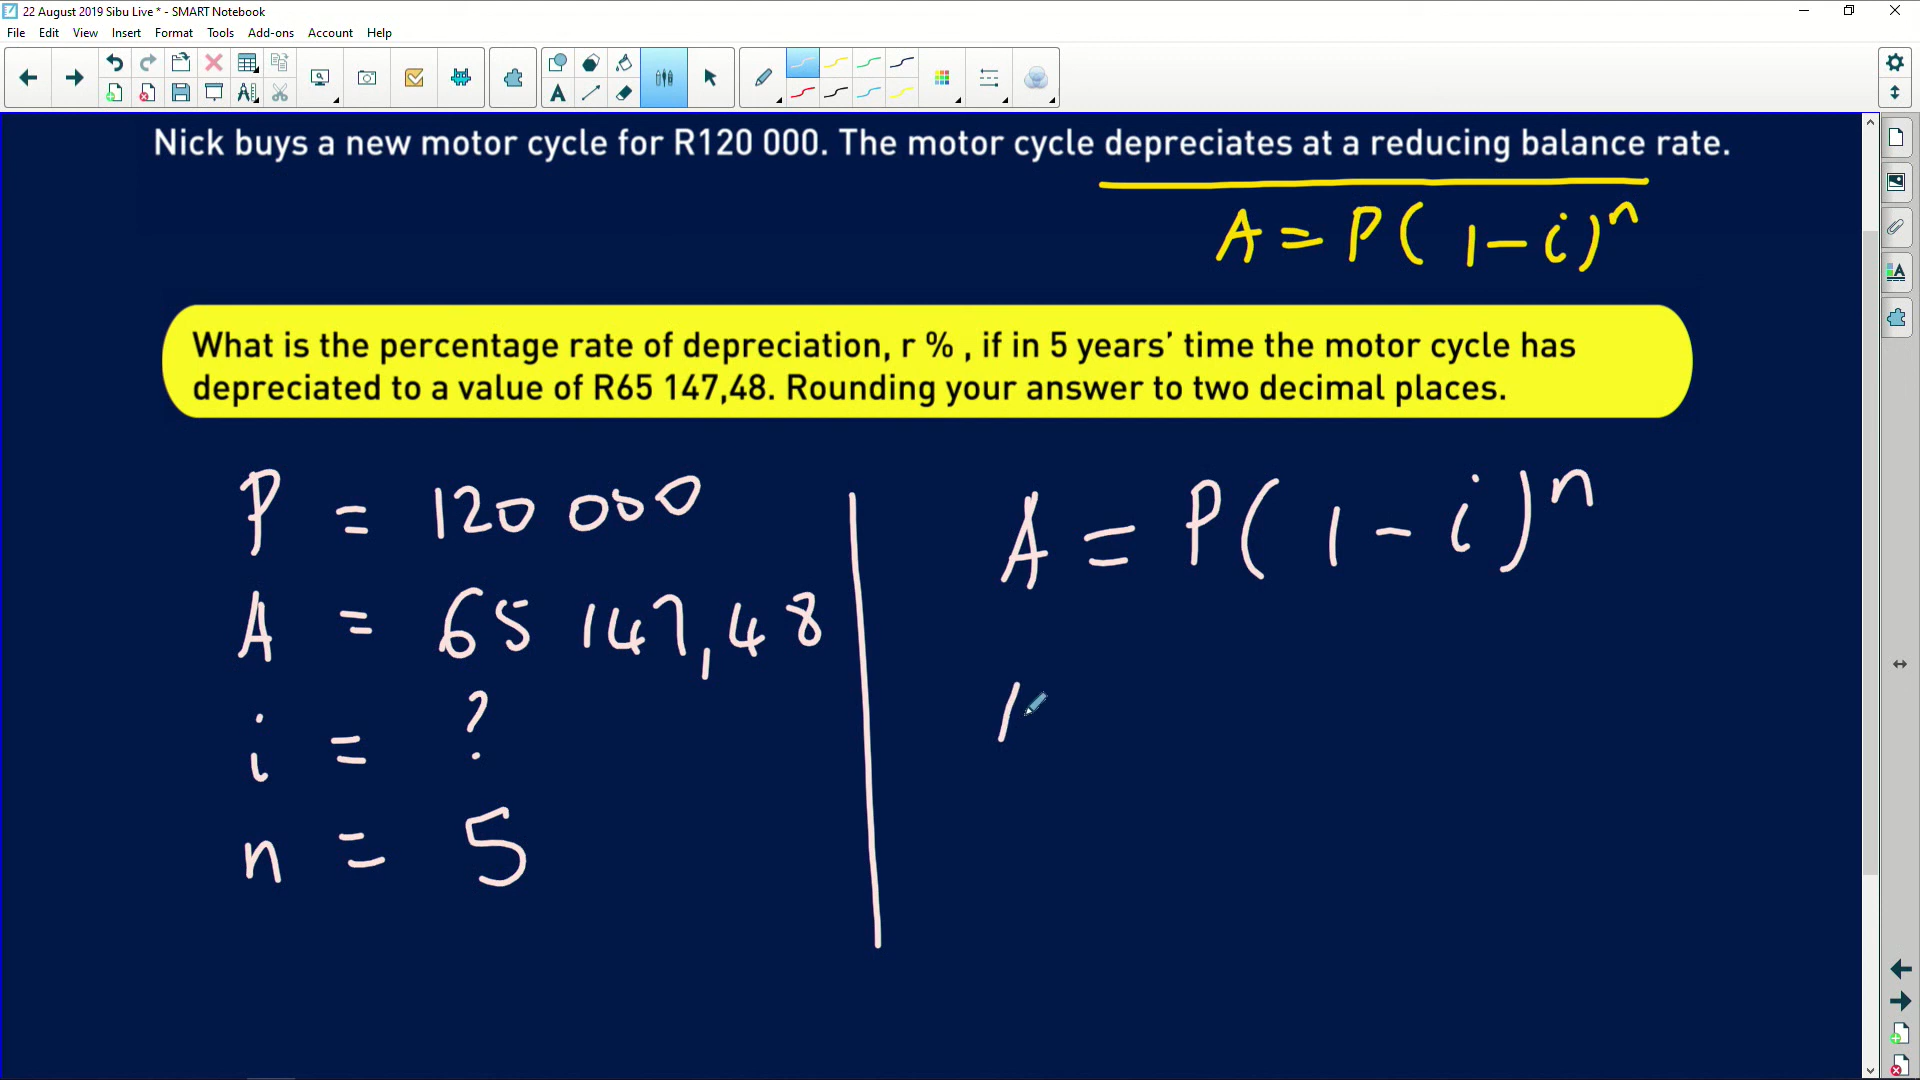 22 August 2019 Sibu Live * - SMART Notebook
File Edit View Insert Format Tools Add-ons Account Help
Nick buys a new motor cycle for R120 000. The motor cycle depreciates at a reducing balance rate.
A = P( 1 - i)ⁿ
What is the percentage rate of depreciation, r % , if in 5 years’ time the motor cycle has
depreciated to a value of R65 147,48. Rounding your answer to two decimal places.
P = 120 000
A = 65 147,48
i = ?
n = 5
A = P( 1 - i)ⁿ